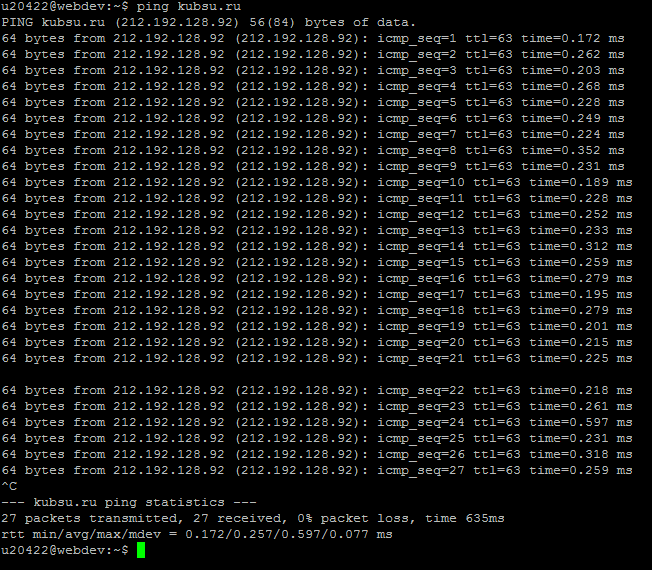 u20422@webdev:~$ ping kubsu.ru
PING kubsu.ru (212.192.128.92) 56(84) bytes of data.
64 bytes from 212.192.128.92 (212.192.128.92): icmp_seq=1 ttl=63 time=0.172 ms
64 bytes from 212.192.128.92 (212.192.128.92): icmp_seq=2 ttl=63 time=0.262 ms
64 bytes from 212.192.128.92 (212.192.128.92): icmp_seq=3 ttl=63 time=0.203 ms
64 bytes from 212.192.128.92 (212.192.128.92): icmp_seq=4 ttl=63 time=0.268 ms
64 bytes from 212.192.128.92 (212.192.128.92): icmp_seq=5 ttl=63 time=0.228 ms
64 bytes from 212.192.128.92 (212.192.128.92): icmp_seq=6 ttl=63 time=0.249 ms
64 bytes from 212.192.128.92 (212.192.128.92): icmp_seq=7 ttl=63 time=0.224 ms
64 bytes from 212.192.128.92 (212.192.128.92): icmp_seq=8 ttl=63 time=0.352 ms
64 bytes from 212.192.128.92 (212.192.128.92): icmp_seq=9 ttl=63 time=0.231 ms
64 bytes from 212.192.128.92 (212.192.128.92): icmp_seq=10 ttl=63 time=0.189 ms
64 bytes from 212.192.128.92 (212.192.128.92): icmp_seq=11 ttl=63 time=0.228 ms
64 bytes from 212.192.128.92 (212.192.128.92): icmp_seq=12 ttl=63 time=0.252 ms
64 bytes from 212.192.128.92 (212.192.128.92): icmp_seq=13 ttl=63 time=0.233 ms
64 bytes from 212.192.128.92 (212.192.128.92): icmp_seq=14 ttl=63 time=0.312 ms
64 bytes from 212.192.128.92 (212.192.128.92): icmp_seq=15 ttl=63 time=0.259 ms
64 bytes from 212.192.128.92 (212.192.128.92): icmp_seq=16 ttl=63 time=0.279 ms
64 bytes from 212.192.128.92 (212.192.128.92): icmp_seq=17 ttl=63 time=0.195 ms
64 bytes from 212.192.128.92 (212.192.128.92): icmp_seq=18 ttl=63 time=0.279 ms
64 bytes from 212.192.128.92 (212.192.128.92): icmp_seq=19 ttl=63 time=0.201 ms
64 bytes from 212.192.128.92 (212.192.128.92): icmp_seq=20 ttl=63 time=0.215 ms
64 bytes from 212.192.128.92 (212.192.128.92): icmp_seq=21 ttl=63 time=0.225 ms

64 bytes from 212.192.128.92 (212.192.128.92): icmp_seq=22 ttl=63 time=0.218 ms
64 bytes from 212.192.128.92 (212.192.128.92): icmp_seq=23 ttl=63 time=0.261 ms
64 bytes from 212.192.128.92 (212.192.128.92): icmp_seq=24 ttl=63 time=0.597 ms
64 bytes from 212.192.128.92 (212.192.128.92): icmp_seq=25 ttl=63 time=0.231 ms
64 bytes from 212.192.128.92 (212.192.128.92): icmp_seq=26 ttl=63 time=0.318 ms
64 bytes from 212.192.128.92 (212.192.128.92): icmp_seq=27 ttl=63 time=0.259 ms
^C
--- kubsu.ru ping statistics ---
27 packets transmitted, 27 received, 0% packet loss, time 635ms
rtt min/avg/max/mdev = 0.172/0.257/0.597/0.077 ms
u20422@webdev:~$